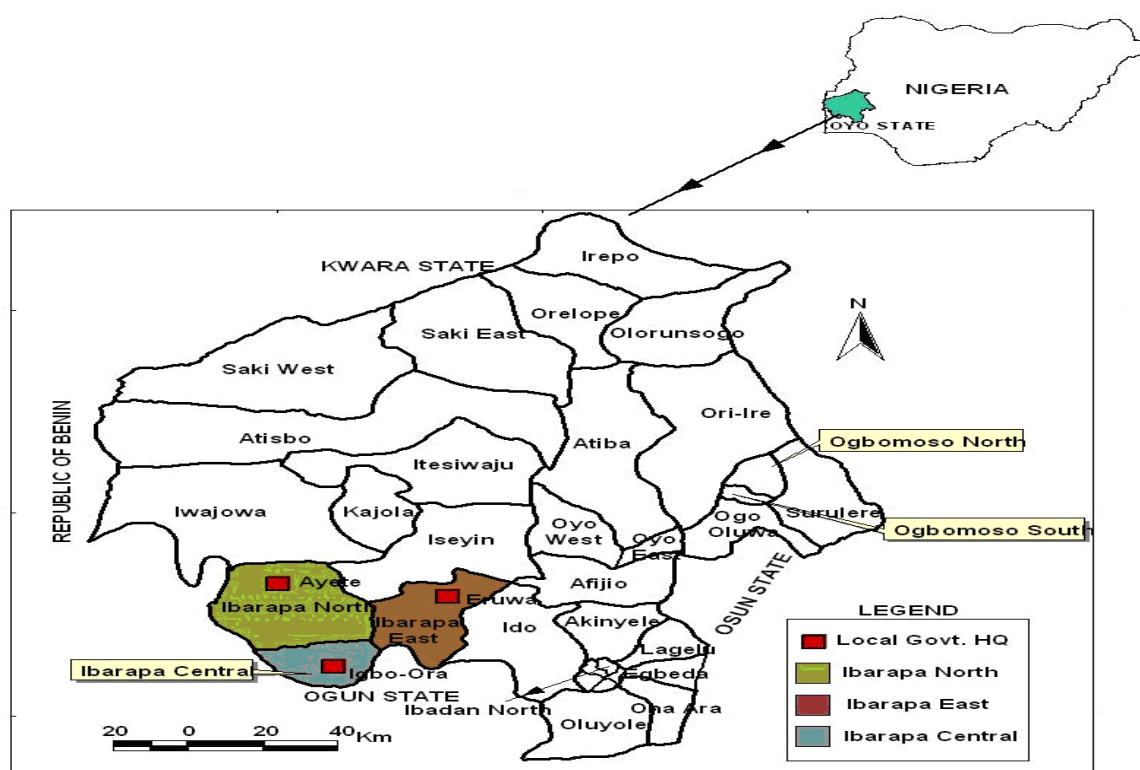 NIGERIA
OYO STATE
Irepo
KWARA STATE
Orelope
Saki East
Olorunsogo
N
Saki West
Ori-Ire
Atisbo
Atiba
Ogbomoso North
Itesiwaju
REPUBLIC OF BENIN
Iwajowa
Kajola
Oyo
West
Ogo
Oluwa
Surulere
Ogbomoso South
Iseyin
Oyo
East
Ayete
Afijio
OSUN STATE
Ibarapa North
Eruwa
LEGEND
Ibarapa
East
Ido
Akinyele
Local Govt. HQ
Lagelu
Ibarapa Central
Igbo-Ora
Egbeda
Ibarapa North
OGUN STATE
Ibadan North
Ona Ara
Ibarapa East
Oluyole
Ibarapa Central
20 0 20 40 Km